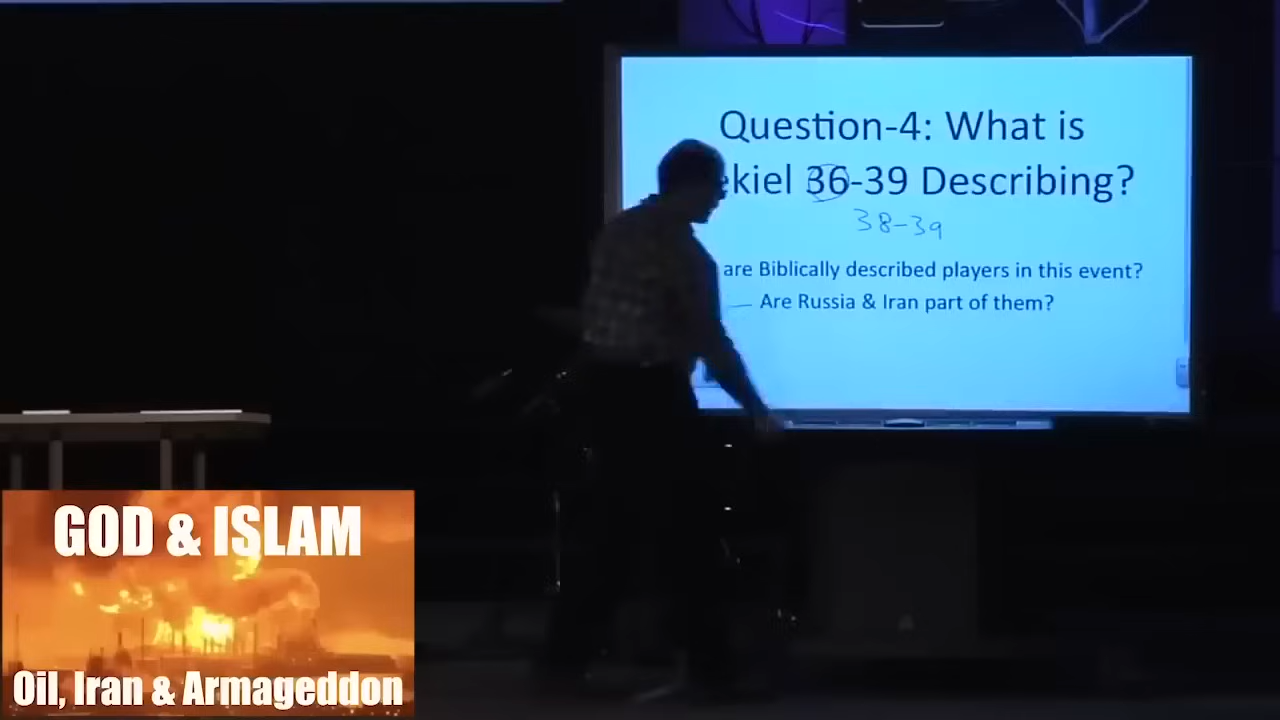 Question-4: What is
kiel 36-39 Describing?
38-39
are Biblically described players in this event?
Are Russia & Iran part of them?
GOD & ISLAM
Oil, Iran & Armageddon